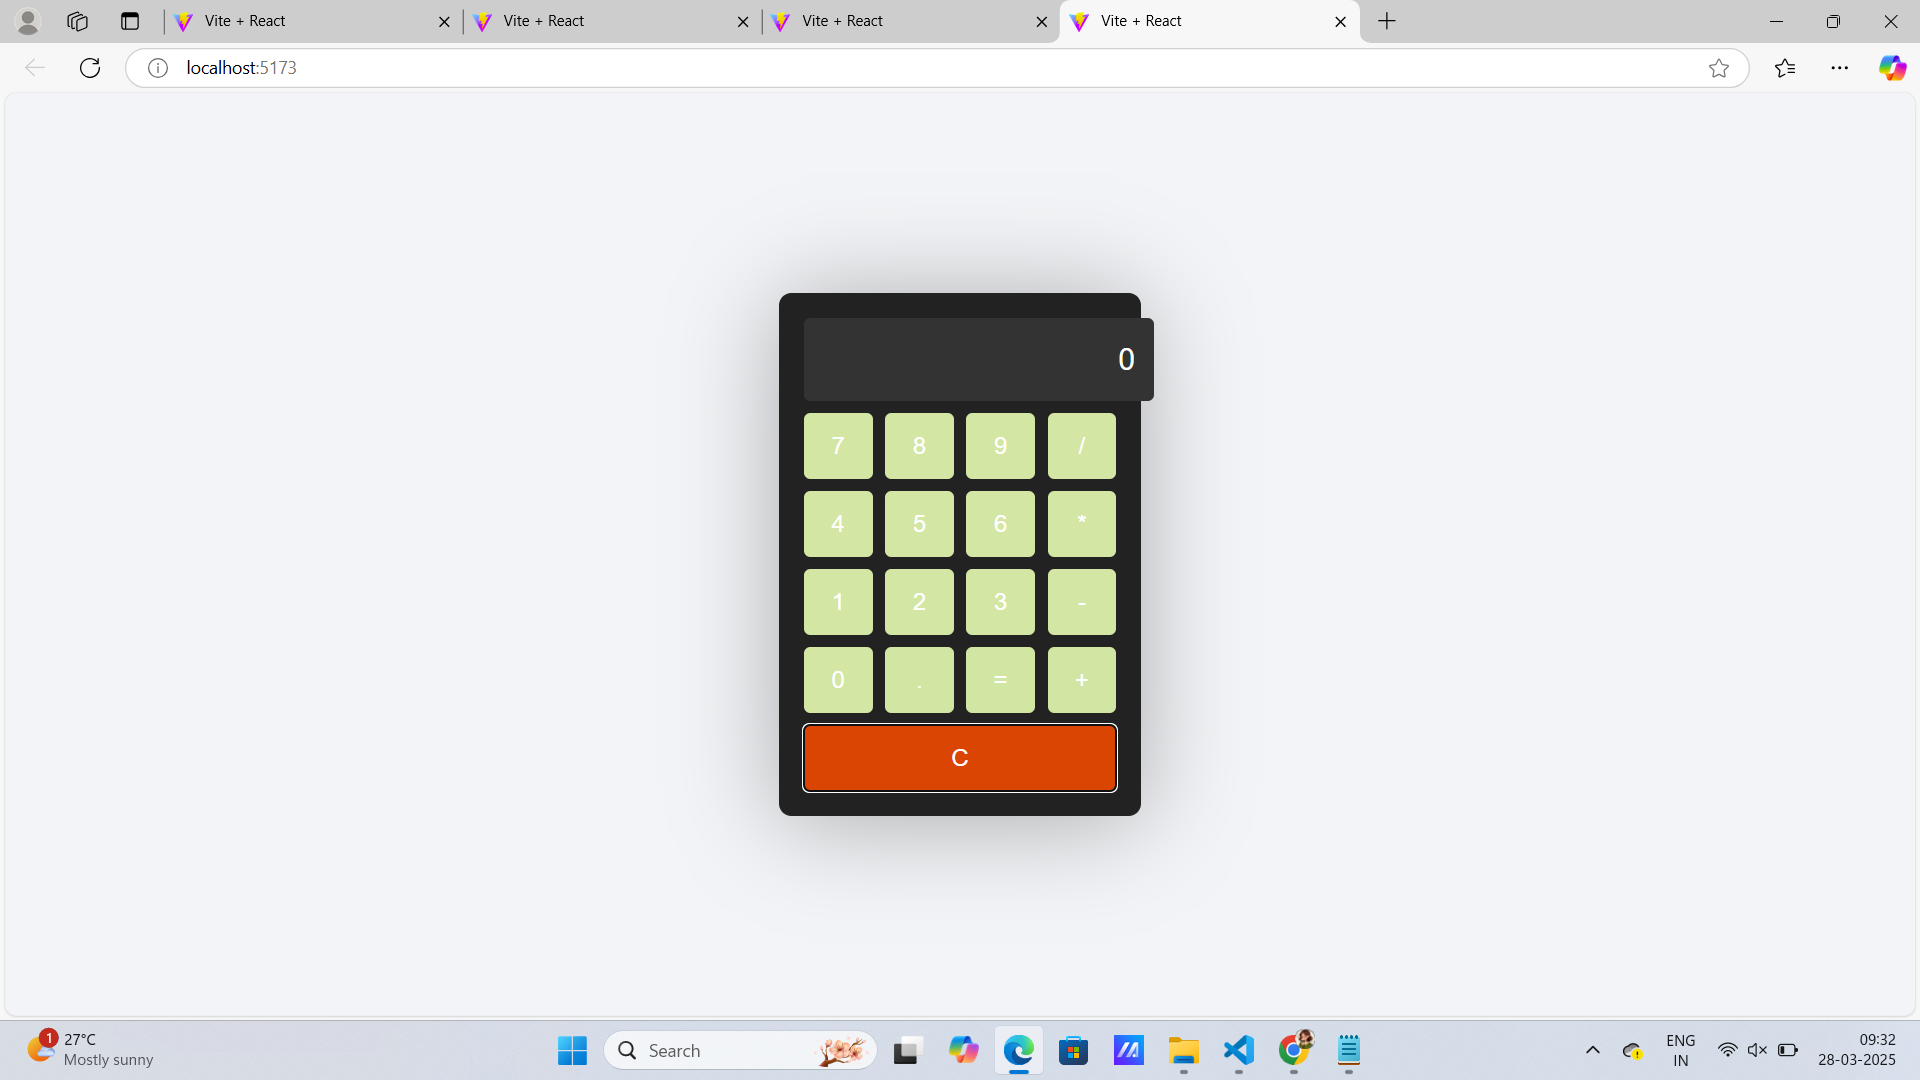 Vite + React
Vite + React
Vite + React
Vite + React
localhost:5173
0
7 8 9 /
4 5 6 *
1 2 3 -
0 . = +
C
1
27°C
Mostly sunny
Search
ENG
IN
09:32
28-03-2025